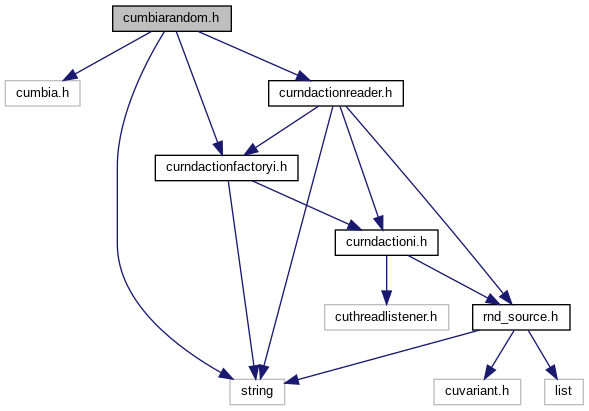 cumbiarandom.h
cumbia.h
curndactionreader.h
curndactionfactoryi.h
curndactioni.h
cuthreadlistener.h
rnd_source.h
string
cuvariant.h
list